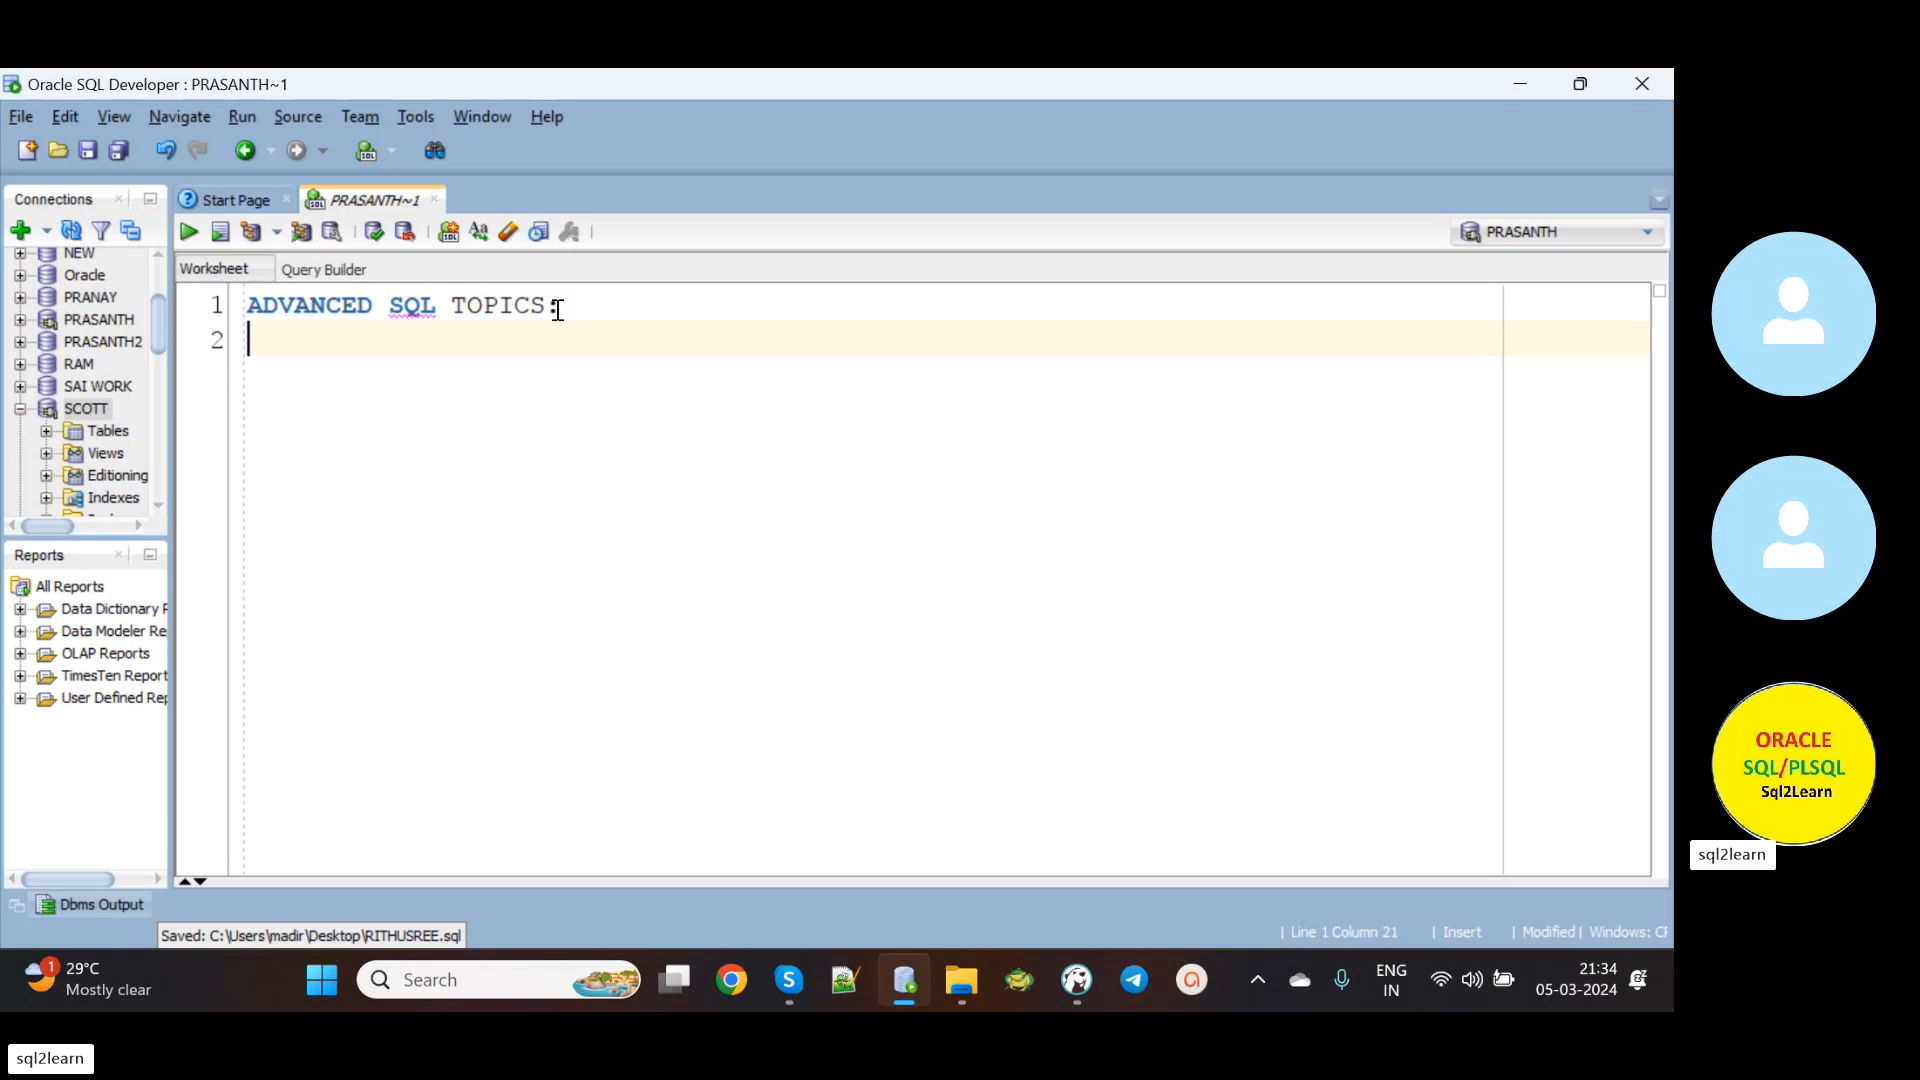 Oracle SQL Developer : PRASANTH~1
File Edit View Navigate Run Source Team Tools Window Help
Connections
Start Page
PRASANTH~1
PRASANTH
Worksheet
Query Builder
NEW
Oracle
PRANAY
PRASANTH
PRASANTH2
RAM
SAI WORK
SCOTT
Tables
Views
Editioning
Indexes
1 ADVANCED SQL TOPICS:
2
Reports
All Reports
Data Dictionary R
Data Modeler Re
OLAP Reports
TimesTen Report
User Defined Rep
Dbms Output
Saved: C:\Users\madir\Desktop\RITHUSREE.sql
| Line 1 Column 21 | Insert | Modified | Windows: CR
1
29°C
Mostly clear
Search
ENG
IN
21:34
05-03-2024
ORACLE
SQL/PLSQL
Sql2Learn
sql2learn
sql2learn